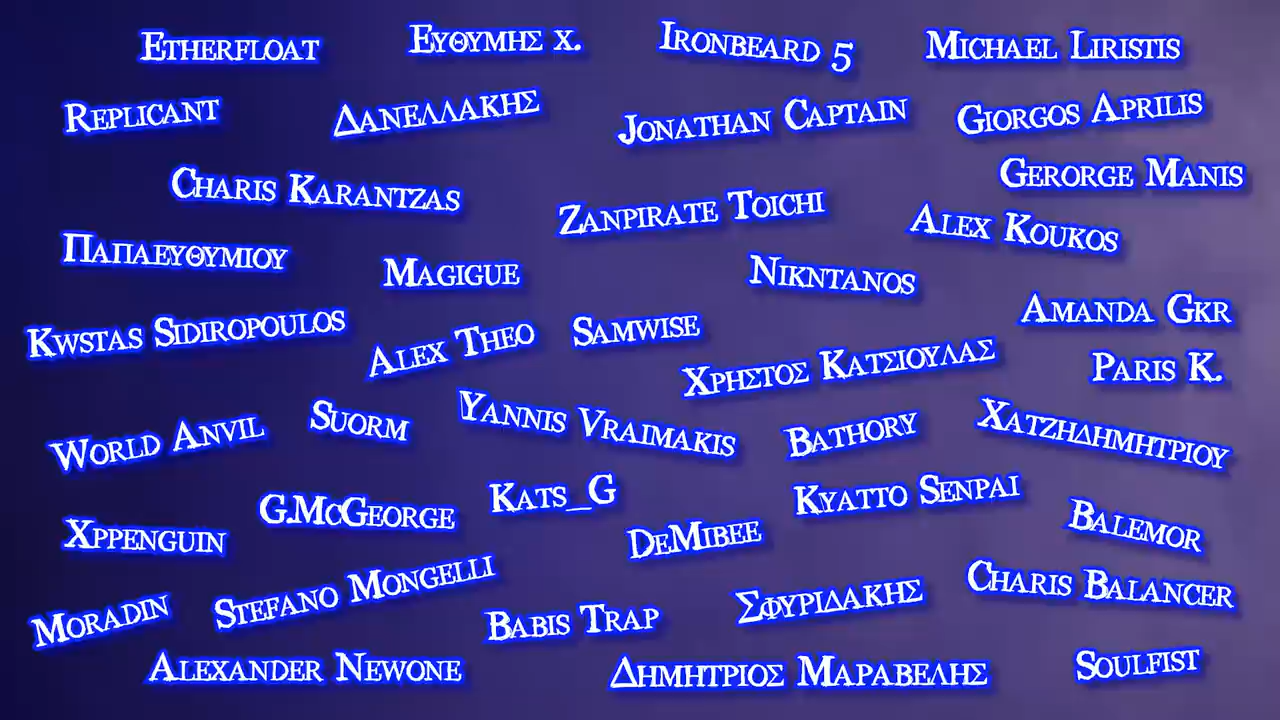 Etherfloat
Ευθυμης χ.
Ironbeard 5
Michael Liristis
Replicant
Δανελλακης
Jonathan Captain
Giorgos Aprilis
Charis Karantzas
Zanpirate Toichi
Gerorge Manis
Alex Koukos
Παπαευθυμιου
Magigue
Nikntanos
Amanda Gkr
Kwstas Sidiropoulos
Alex Theo
Samwise
Χρηστος Κατσιουλας
Paris K.
World Anvil
Suorm
Yannis Vraimakis
Bathory
Χατζηδημητριου
Xppenguin
G.McGeorge
Kats_G
DeMibee
Kyatto Senpai
Balemor
Moradin
Stefano Mongelli
Babis Trap
Σφυριδακης
Charis Balancer
Alexander Newone
Δημητριος Μαραβελης
Soulfist